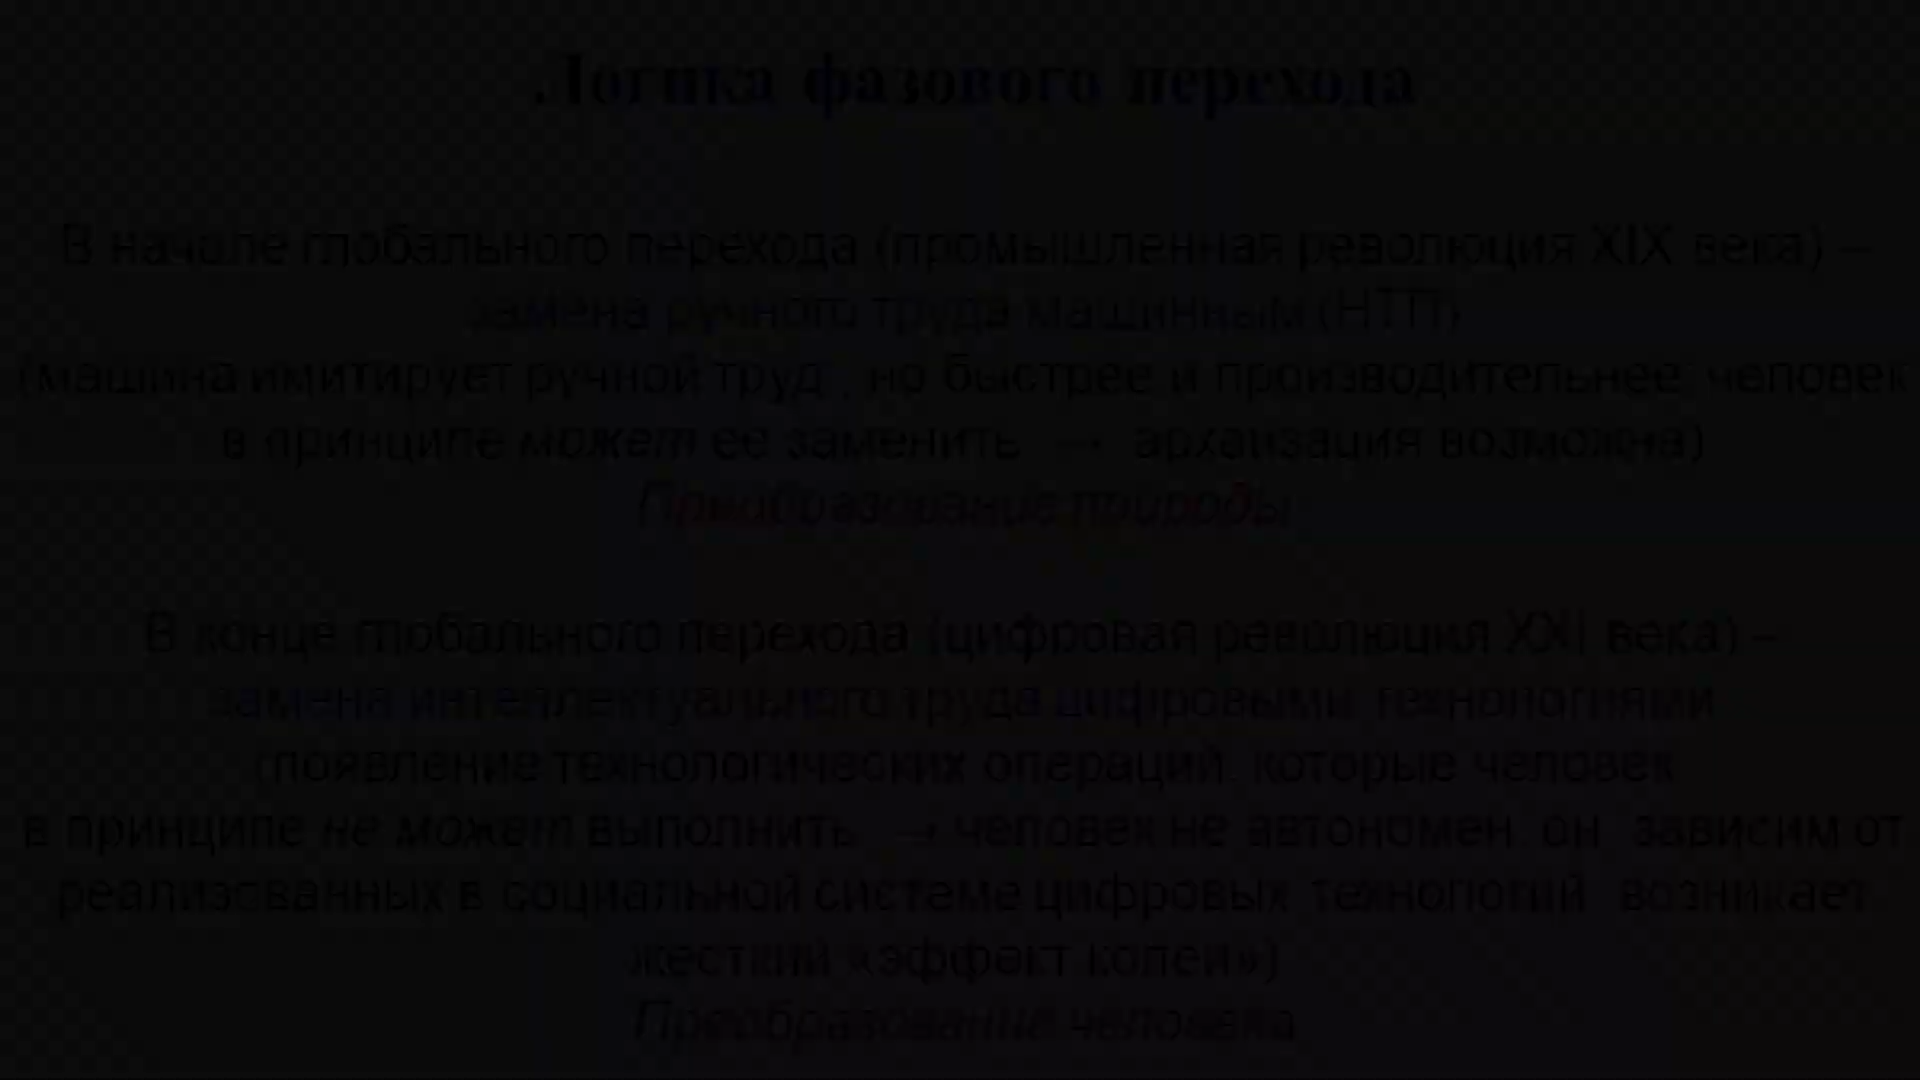 Логика фазового перехода
В начале глобального перехода (промышленная революция XIX века) –
замена ручного труда машинным (НТП)
(машина имитирует ручной труд , но быстрее и производительнее, человек
в принципе может ее заменить → архаизация возможна)
Преобразование природы
В конце глобального перехода (цифровая революция XXI века) –
замена интеллектуального труда цифровыми технологиями
(появление технологических операций, которые человек
в принципе не может выполнить → человек не автономен, он зависим от
реализованных в социальной системе цифровых технологий, возникает
жесткий «эффект колеи»)
Преобразование человека